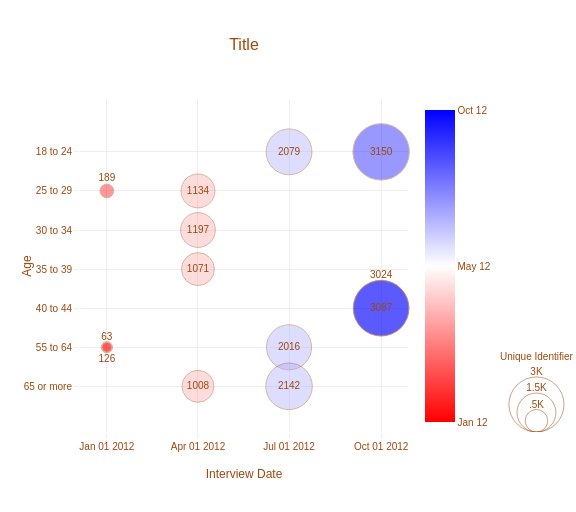 Title
Oct 12
18 to 24
2079
3150
189
25 to 29
1134
30 to 34
1197
Age
35 to 39
1071
3024
May 12
40 to 44
3087
63
55 to 64
2016
126
Unique Identifier
3K
1.5K
.5K
65 or more
1008
2142
Jan 12
Jan 01 2012
Apr 01 2012
Jul 01 2012
Oct 01 2012
Interview Date